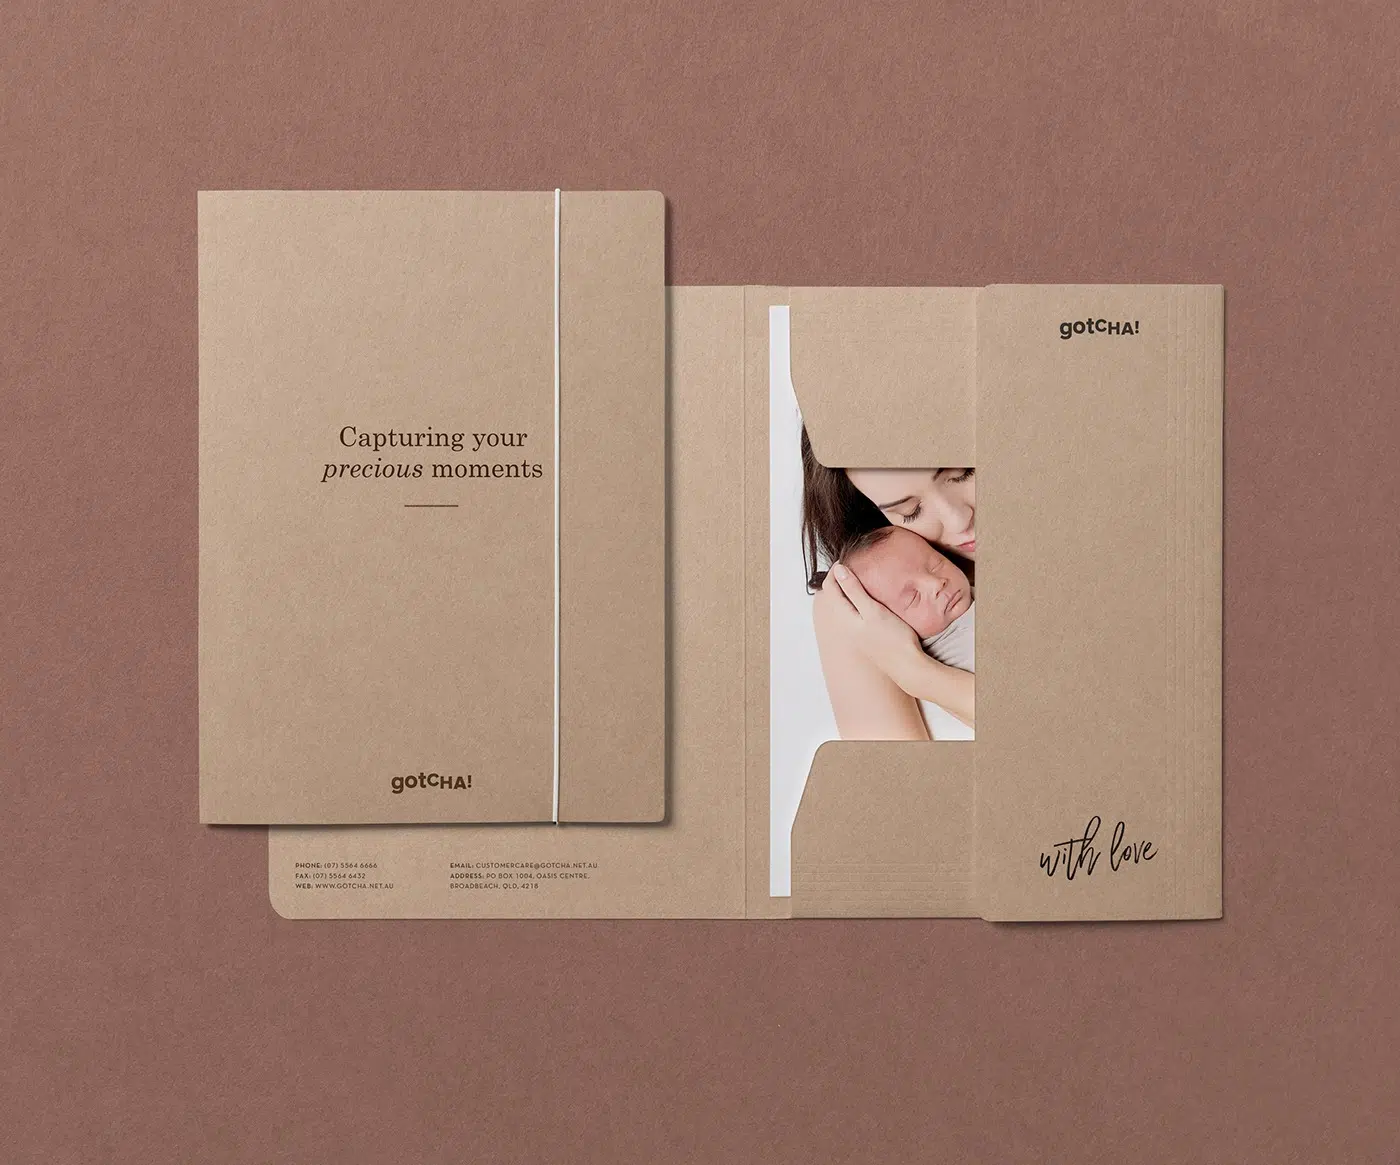 Capturing your
precious moments
gotCHA!
PHONE: (07) 5564 6666
FAX: (07) 5564 6432
WEB: WWW.GOTCHA.NET.AU
EMAIL: CUSTOMERCARE@GOTCHA.NET.AU
ADDRESS: PO BOX 1004, OASIS CENTRE,
BROADBEACH, QLD, 4218
gotCHA!
with love